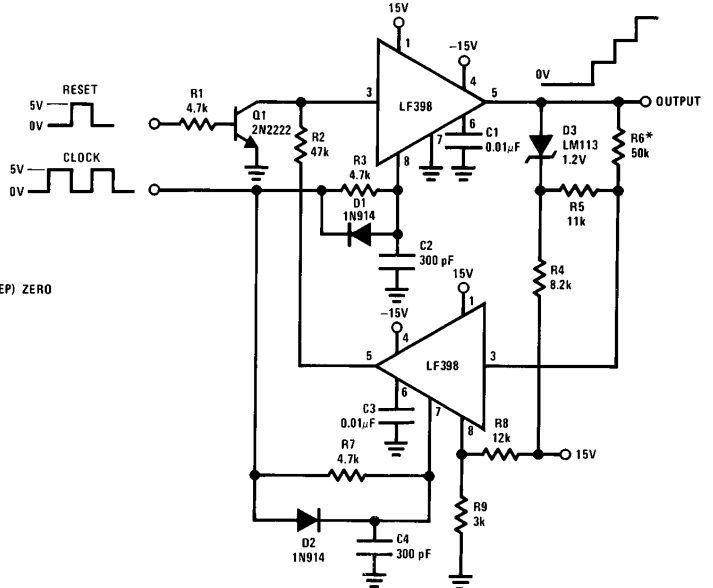 15V
1
-15V
4
0V
RESET
5V
0V
R1
4.7k
Q1
2N2222
3
LF398
5
OUTPUT
R2
47k
6
7
8
C1
0.01μF
D3
LM113
1.2V
R6*
50k
CLOCK
5V
0V
R3
4.7k
D1
1N914
R5
11k
C2
300 pF
R4
8.2k
EP) ZERO
15V
1
-15V
4
5
LF398
3
6
7
8
C3
0.01μF
R8
12k
15V
R7
4.7k
R9
3k
D2
1N914
C4
300 pF